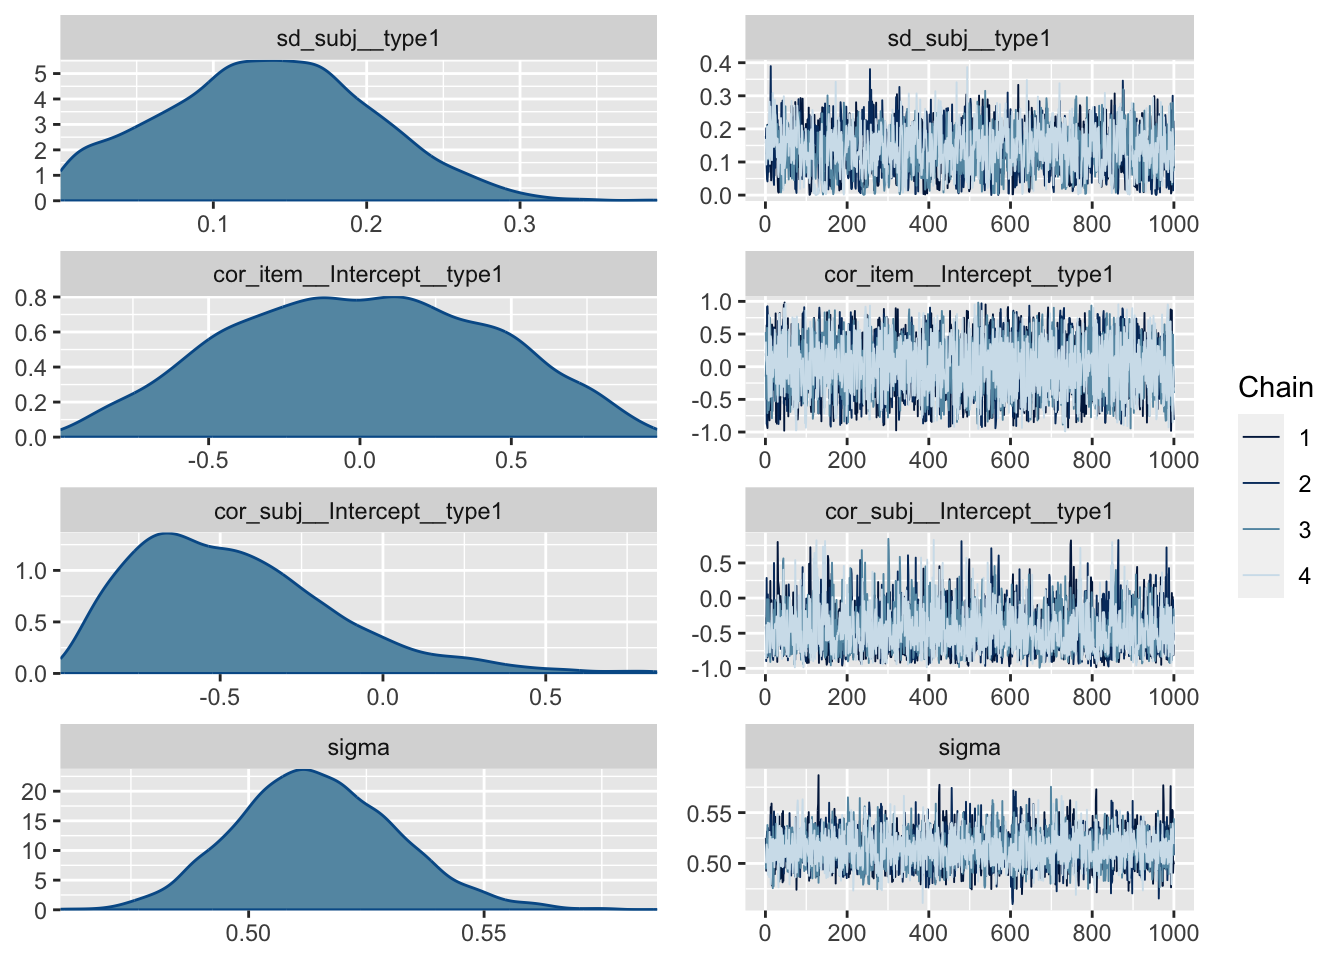 sd_subj__type1
5
4
3
2
1
0
0.1 0.2 0.3
sd_subj__type1
0.4
0.3
0.2
0.1
0.0
0 200 400 600 800 1000
cor_item__Intercept__type1
0.8
0.6
0.4
0.2
0.0
-0.5 0.0 0.5
cor_item__Intercept__type1
1.0
0.5
0.0
-0.5
-1.0
0 200 400 600 800 1000
cor_subj__Intercept__type1
1.0
0.5
0.0
-0.5 0.0 0.5
cor_subj__Intercept__type1
0.5
0.0
-0.5
-1.0
0 200 400 600 800 1000
sigma
20
15
10
5
0
0.50 0.55
sigma
0.55
0.50
0 200 400 600 800 1000
Chain
1
2
3
4